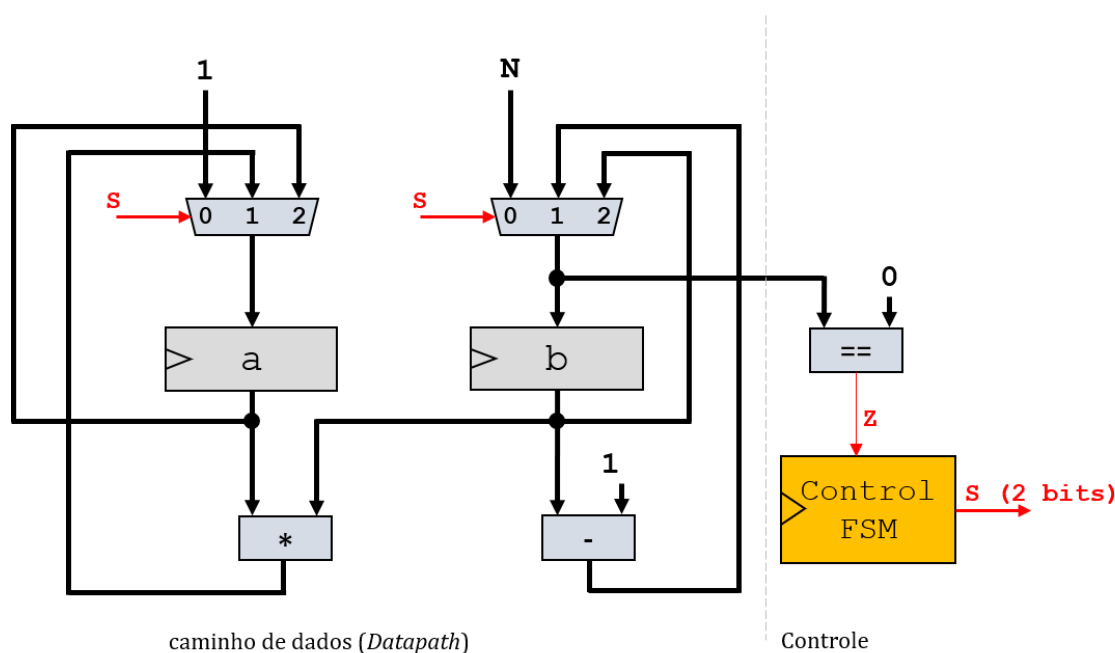 1
N
0
S
0 1 2
S
0 1 2
a
b
==
Z
1
*
-
Control
FSM
S (2 bits)
caminho de dados (Datapath)
Controle